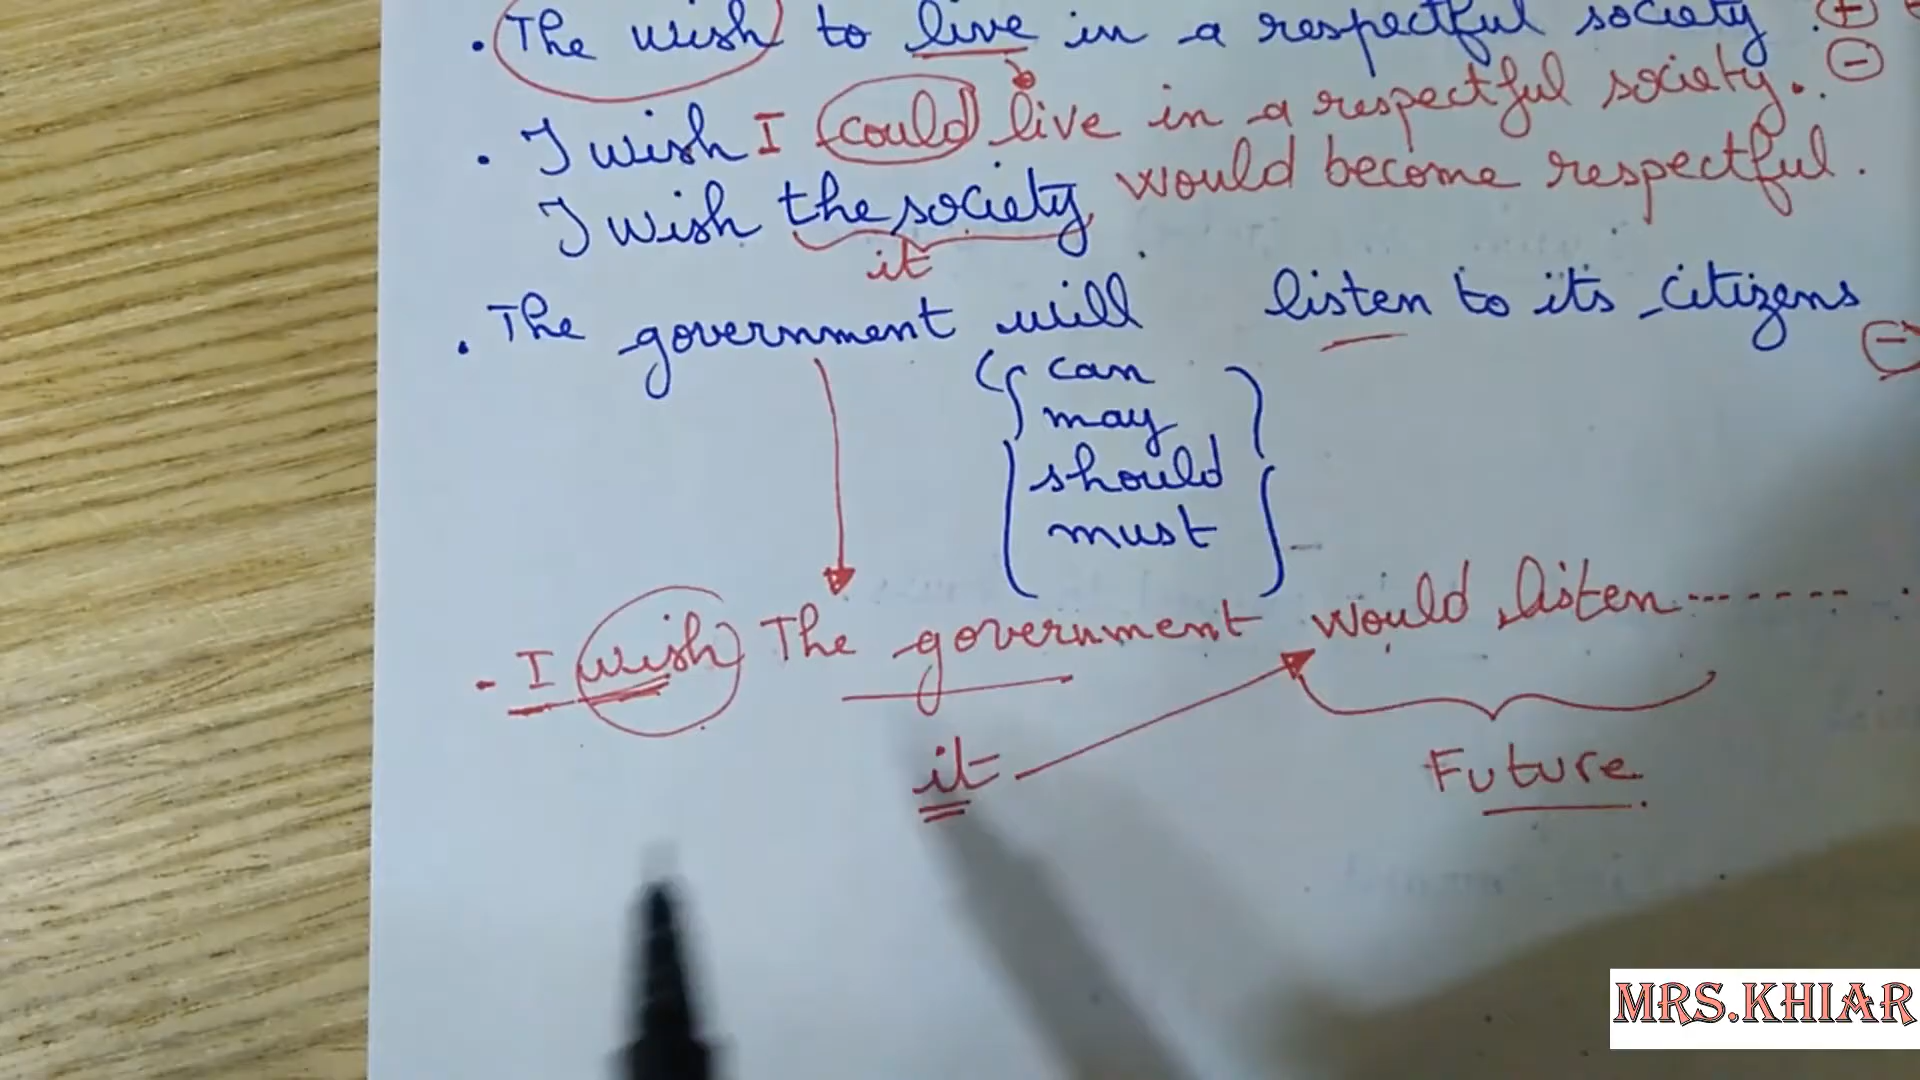 . The wish to live in a respectful society. +
. I wish I could live in a respectful society. . -
I wish the society would become respectful.
it
. The government will listen to its citizens -
can
may
should
must
- I wish The government would listen ------- .
it
Future.
MRS.KHIAR